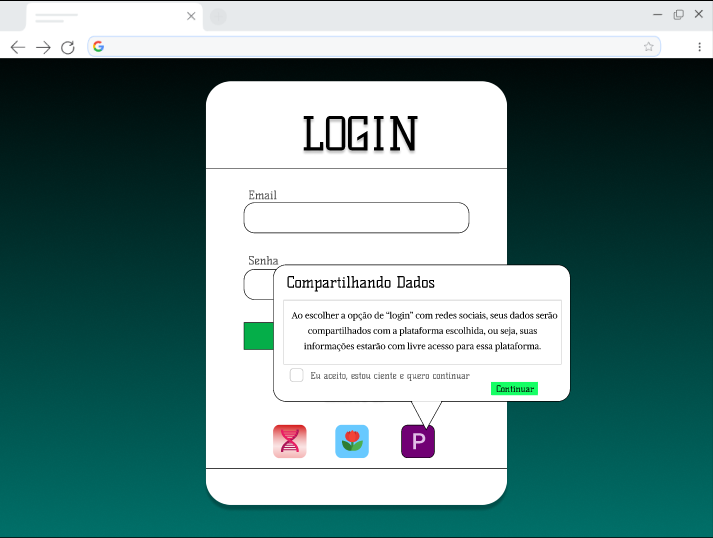 LOGIN
Email
Senha
Compartilhando Dados
Ao escolher a opção de “login” com redes sociais, seus dados serão
compartilhados com a plataforma escolhida, ou seja, suas
informações estarão com livre acesso para essa plataforma.
Eu aceito, estou ciente e quero continuar
Continuar
P